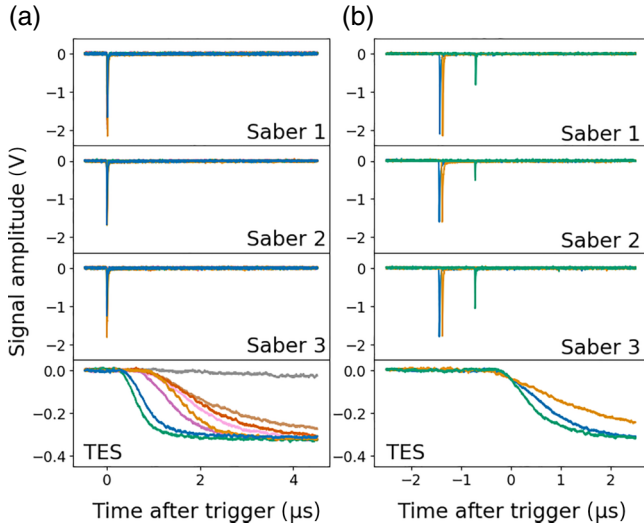 (a)
(b)
Signal amplitude (V)
0
−1
−2
Saber 1
0
−1
−2
Saber 2
0
−1
−2
Saber 3
0.0
−0.2
−0.4
TES
0 2 4
Time after trigger (μs)
0
−1
−2
Saber 1
0
−1
−2
Saber 2
0
−1
−2
Saber 3
0.0
−0.2
−0.4
TES
−2 −1 0 1 2
Time after trigger (μs)